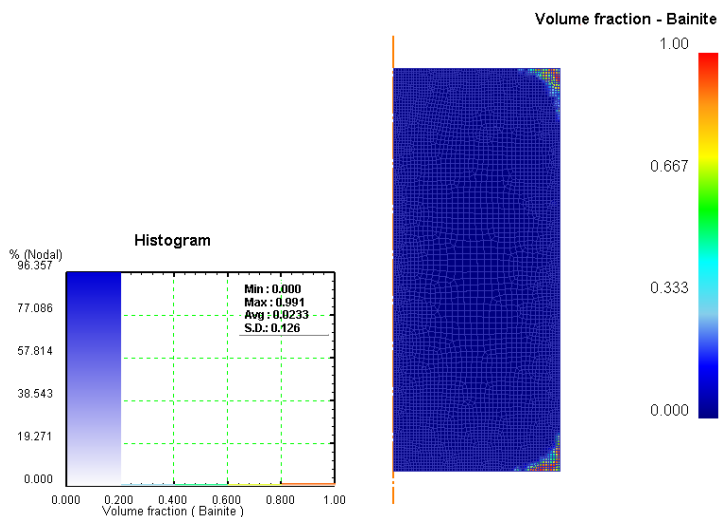 Volume fraction - Bainite
1.00
0.667
0.333
0.000
Histogram
% (Nodal)
96.357
77.086
57.814
38.543
19.271
0.000
Min : 0.000
Max : 0.991
Avg : 0.0233
S.D.: 0.126
0.000 0.200 0.400 0.600 0.800 1.00
Volume fraction ( Bainite )